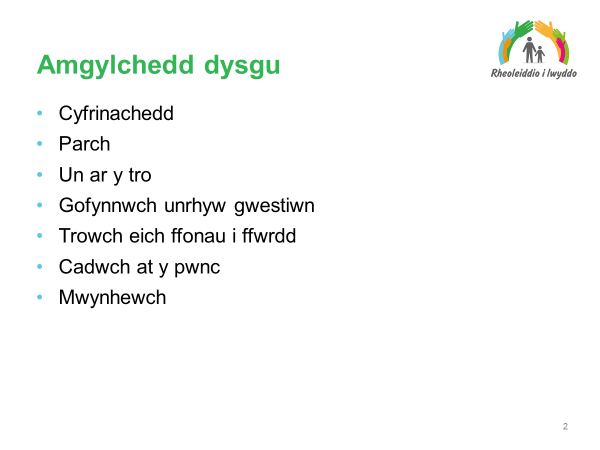 Rheoleiddio i lwyddo
Amgylchedd dysgu
• Cyfrinachedd
• Parch
• Un ar y tro
• Gofynnwch unrhyw gwestiwn
• Trowch eich ffonau i ffwrdd
• Cadwch at y pwnc
• Mwynhewch
2